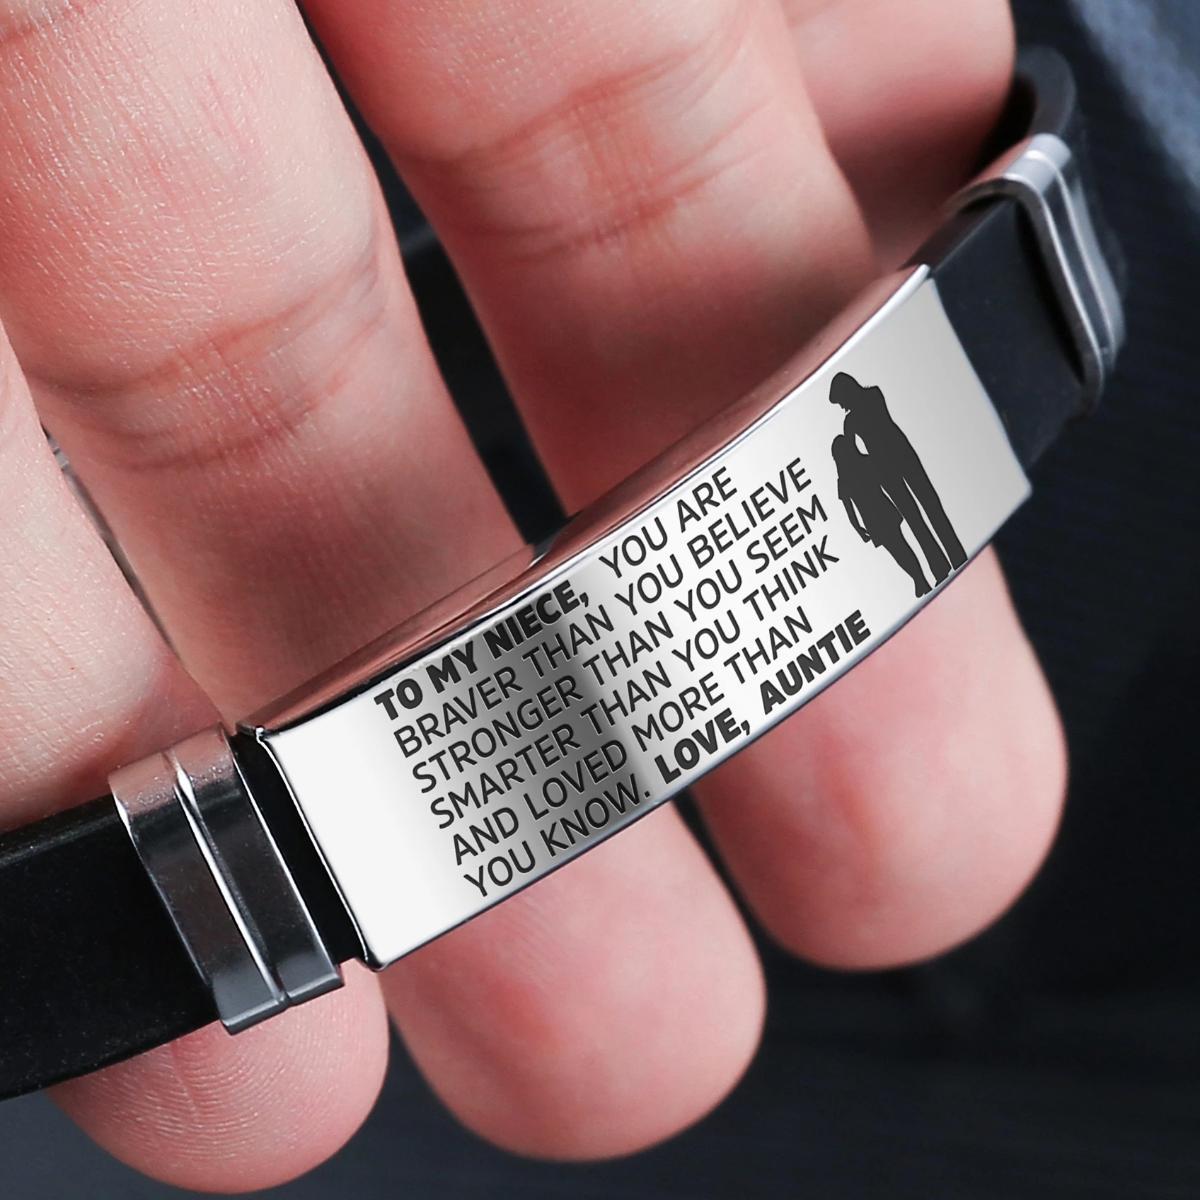 TO MY NIECE, YOU ARE
BRAVER THAN YOU BELIEVE
STRONGER THAN YOU SEEM
SMARTER THAN YOU THINK
AND LOVED MORE THAN
YOU KNOW. LOVE, AUNTIE